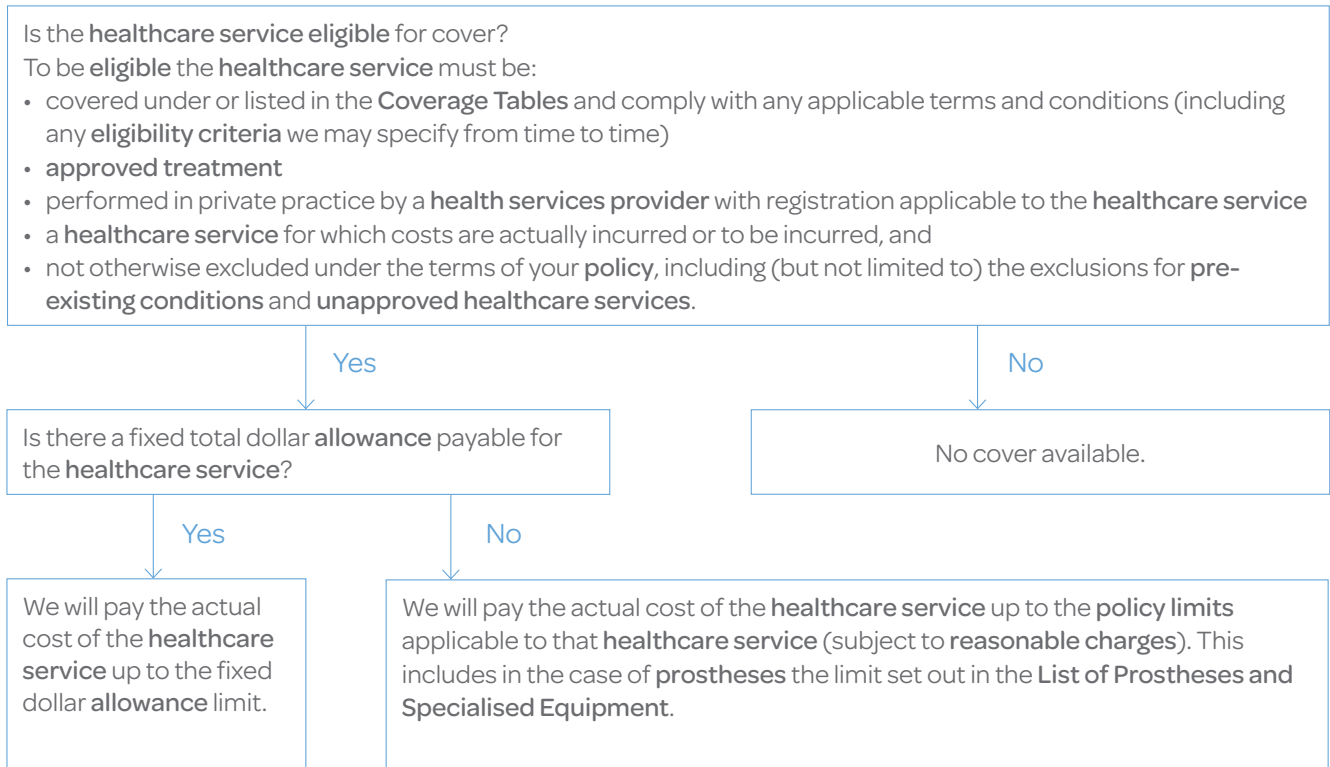 Is the healthcare service eligible for cover?
To be eligible the healthcare service must be:
• covered under or listed in the Coverage Tables and comply with any applicable terms and conditions (including
any eligibility criteria we may specify from time to time)
• approved treatment
• performed in private practice by a health services provider with registration applicable to the healthcare service
• a healthcare service for which costs are actually incurred or to be incurred, and
• not otherwise excluded under the terms of your policy, including (but not limited to) the exclusions for pre-
existing conditions and unapproved healthcare services.
Yes
No
Is there a fixed total dollar allowance payable for
the healthcare service?
No cover available.
Yes
No
We will pay the actual
cost of the healthcare
service up to the fixed
dollar allowance limit.
We will pay the actual cost of the healthcare service up to the policy limits
applicable to that healthcare service (subject to reasonable charges). This
includes in the case of prostheses the limit set out in the List of Prostheses and
Specialised Equipment.